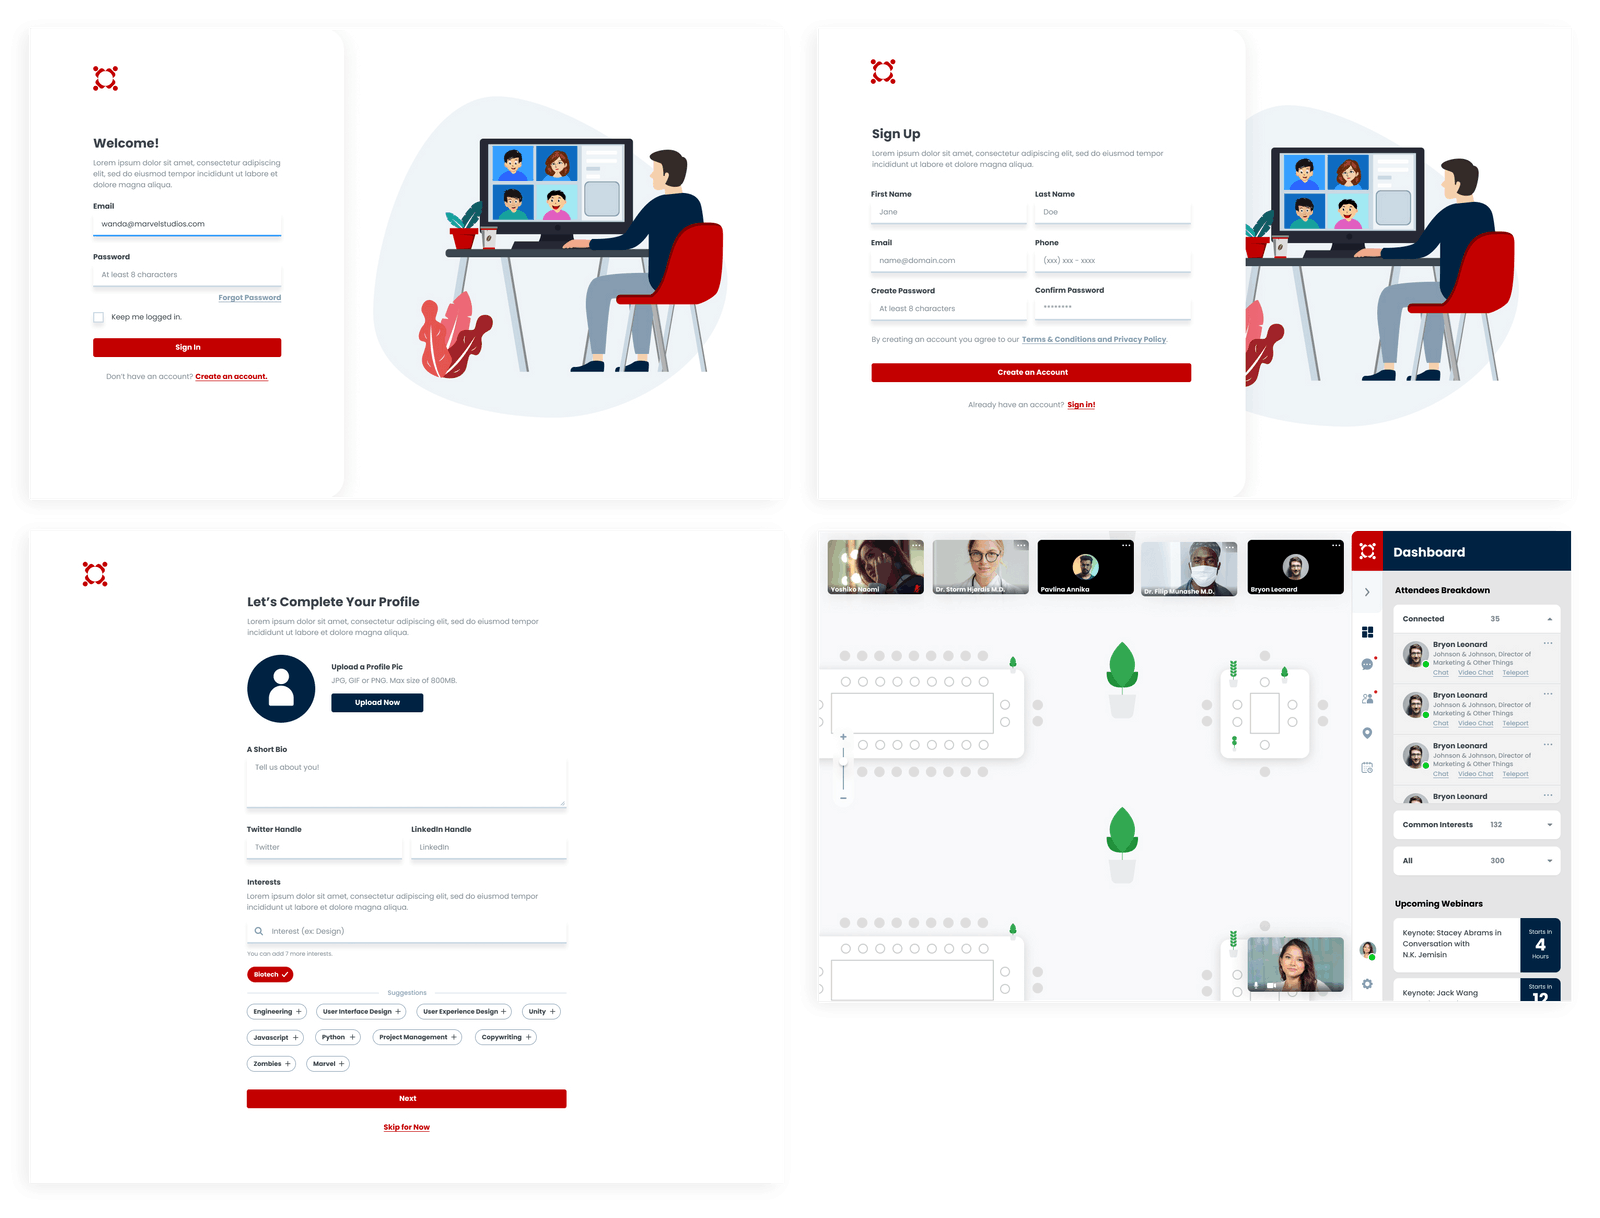 Welcome!
Lorem ipsum dolor sit amet, consectetur adipiscing
elit, sed do eiusmod tempor incididunt ut labore et
dolore magna aliqua.
Email
wanda@marvelstudios.com
Password
At least 8 characters
Forgot Password
Keep me logged in.
Sign In
Don't have an account? Create an account.
Sign Up
Lorem ipsum dolor sit amet, consectetur adipiscing elit, sed do eiusmod tempor
incididunt ut labore et dolore magna aliqua.
First Name
Last Name
Jane
Doe
Email
Phone
name@domain.com
(xxx) xxx - xxxx
Create Password
Confirm Password
At least 8 characters
********
By creating an account you agree to our Terms & Conditions and Privacy Policy.
Create an Account
Already have an account? Sign in!
Let's Complete Your Profile
Lorem ipsum dolor sit amet, consectetur adipiscing elit, sed do eiusmod tempor
incididunt ut labore et dolore magna aliqua.
Upload a Profile Pic
JPG, GIF or PNG. Max size of 800MB.
Upload Now
A Short Bio
Tell us about you!
Twitter Handle
LinkedIn Handle
Twitter
LinkedIn
Interests
Lorem ipsum dolor sit amet, consectetur adipiscing elit, sed do eiusmod tempor
incididunt ut labore et dolore magna aliqua.
Interest (ex: Design)
You can add 7 more interests.
Biotech
Suggestions
Engineering +
User Interface Design +
User Experience Design +
Unity +
Javascript +
Python +
Project Management +
Copywriting +
Zombies +
Marvel +
Next
Skip for Now
Yoshiko Naomi
Dr. Storm Hjerdis M.D.
Pavlina Annika
Dr. Filip Munashe M.D.
Bryon Leonard
Dashboard
Attendees Breakdown
Connected 35
Bryon Leonard
Johnson & Johnson, Director of
Marketing & Other Things
Chat Video Chat Teleport
Bryon Leonard
Johnson & Johnson, Director of
Marketing & Other Things
Chat Video Chat Teleport
Bryon Leonard
Johnson & Johnson, Director of
Marketing & Other Things
Chat Video Chat Teleport
Bryon Leonard
Common Interests 132
All 300
Upcoming Webinars
Keynote: Stacey Abrams in
Conversation with
N.K. Jemisin
Starts In
4
Hours
Keynote: Jack Wang
Starts In
12